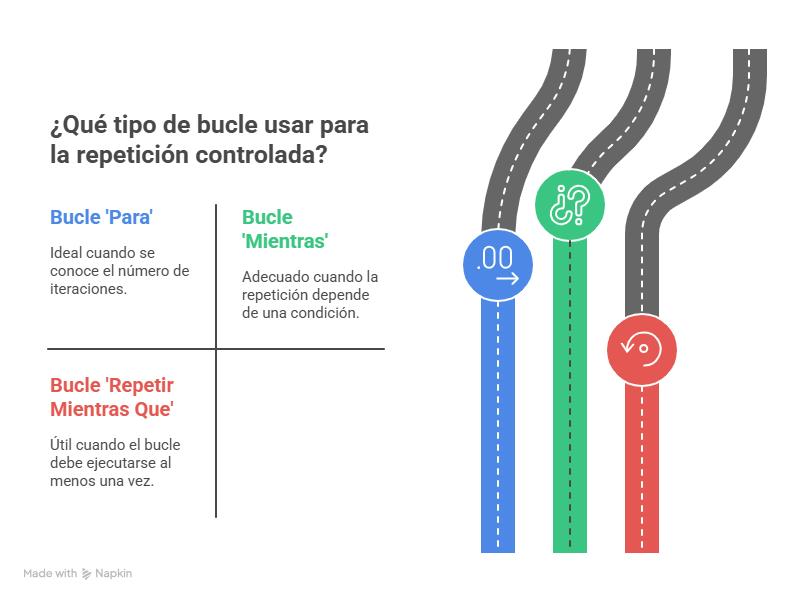 ¿Qué tipo de bucle usar para
la repetición controlada?
Bucle 'Para'
Ideal cuando se
conoce el número de
iteraciones.
Bucle
'Mientras'
Adecuado cuando la
repetición depende
de una condición.
Bucle 'Repetir
Mientras Que'
Útil cuando el bucle
debe ejecutarse al
menos una vez.
.00
¿?
Made with Napkin